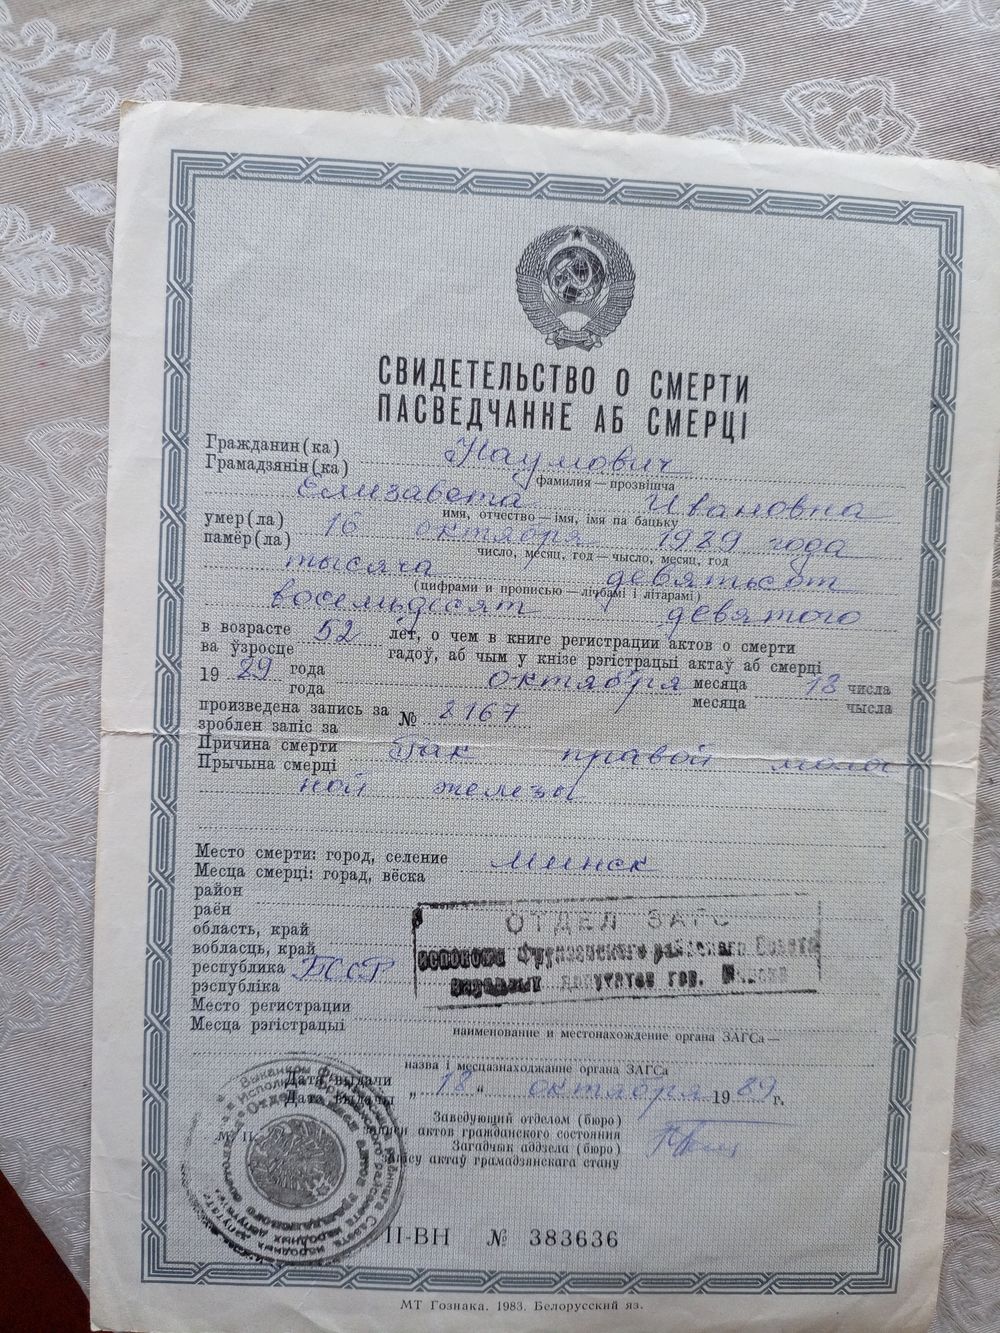 СВИДЕТЕЛЬСТВО О СМЕРТИ
ПАСВЕДЧАННЕ АБ СМЕРЦІ
Гражданин(ка) Наумович
Грамадзянін(ка)
фамилия — прозвішча
Елизавета Ивановна
имя, отчество — імя, імя па бацьку
умер(ла) 16 октября 1989 года
памёр(ла)
число, месяц, год — чысло, месяц, год
тысяча девятьсот
(цифрами и прописью — лічбамі і літарамі)
восемьдесят девятого
в возрасте 52 лет, о чем в книге регистрации актов о смерти
ва ўзросце гадоў, аб чым у кнізе рэгістрацыі актаў аб смерці
19 89 года октября месяца 18 числа
года месяца чысла
произведена запись за № 2167
зроблен запіс за
Причина смерти Рак правой молоч
Прычына смерці
ной железы
Место смерти: город, селение Минск
Месца смерці: горад, вёска
район
раён
область, край
вобласць, край
республика БССР
рэспубліка
ОТДЕЛ ЗАГС
исполкома Фрунзенского районного Совета
народных депутатов гор. Минска
Место регистрации
Месца рэгістрацыі
наименование и местонахождение органа ЗАГСа —
назва і месцазнаходжанне органа ЗАГСа
Дата выдачи „18" октября 1989 г.
Дата выдачы
Заведующий отделом (бюро)
записи актов гражданского состояния
Загадчык аддзела (бюро)
запісу актаў грамадзянскага стану
М. П.
II-ВН № 383636
МТ Гознака. 1983. Белорусский яз.